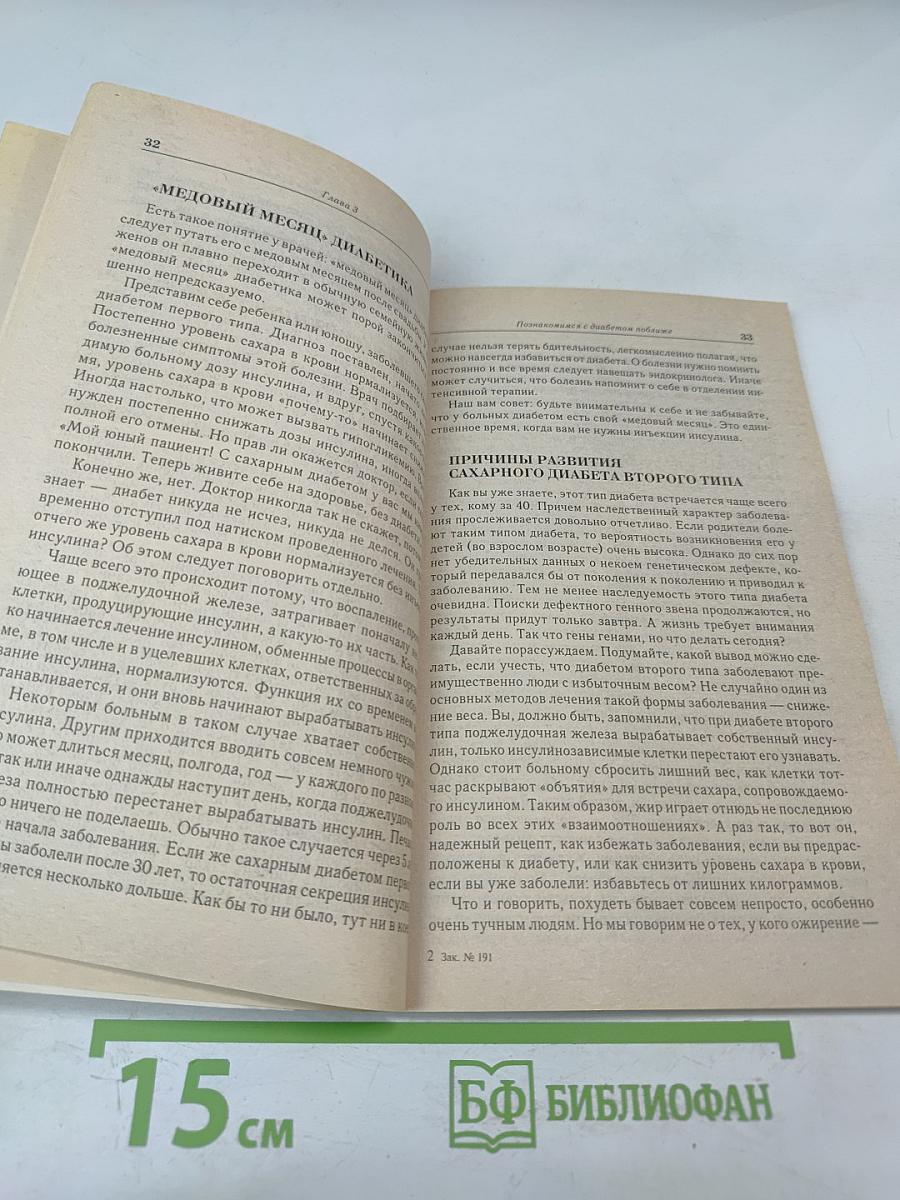 32
Глава 3
«МЕДОВЫЙ МЕСЯЦ» ДИАБЕТИКА
Есть такое понятие у врачей: «медовый месяц»
следует путать его с медовым месяцем после свадьбы
женов он плавно переходит в обычную семейную
«медовый месяц» диабетика может порой
шенно непредсказуемо.
Представим себе ребенка или юношу, заболевшего
диабетом первого типа. Диагноз поставлен,
Постепенно уровень сахара в крови нормализуется,
болезненные симптомы этой болезни. Врач
димую больному дозу инсулина, и вдруг, спустя
мя, уровень сахара в крови «почему-то» начинает
Иногда настолько, что может вызвать гипогликемию.
нужден постепенно снижать дозы инсулина, иногда
полной его отмены. Но прав ли окажется доктор, если
«Мой юный пациент! С сахарным диабетом у вас мы
покончили. Теперь живите себе на здоровье, без
Конечно же, нет. Доктор никогда так не скажет,
знает — диабет никуда не исчез, никуда не делся. Он
временно отступил под натиском проведенного лечения.
отчего же уровень сахара в крови нормализуется без
инсулина? Об этом следует поговорить отдельно.
Чаще всего это происходит потому, что воспаление,
ющее в поджелудочной железе, затрагивает поначалу не
клетки, продуцирующие инсулин, а какую-то их часть. Как
ко начинается лечение инсулином, обменные процессы в
ме, в том числе и в уцелевших клетках, ответственных за
вание инсулина, нормализуются. Функция их со временем
танавливается, и они вновь начинают вырабатывать
Некоторым больным в таком случае хватает
сулина. Другим приходится вводить совсем немного
о может длиться месяц, полгода, год — у каждого по
так или иначе однажды наступит день, когда
еза полностью перестанет вырабатывать инсулин.
о ничего не поделаешь. Обычно такое случается через 5
начала заболевания. Если же сахарным диабетом
ы заболели после 30 лет, то остаточная секреция
няется несколько дольше. Как бы то ни было, тут ни в
Познакомимся с диабетом поближе
33
случае нельзя терять бдительность, легкомысленно полагая, что
можно навсегда избавиться от диабета. О болезни нужно помнить
постоянно и все время следует навещать эндокринолога. Иначе
может случиться, что болезнь напомнит о себе в отделении ин-
тенсивной терапии.
Наш вам совет: будьте внимательны к себе и не забывайте,
что у больных диабетом есть свой «медовый месяц». Это един-
ственное время, когда вам не нужны инъекции инсулина.
ПРИЧИНЫ РАЗВИТИЯ
САХАРНОГО ДИАБЕТА ВТОРОГО ТИПА
Как вы уже знаете, этот тип диабета встречается чаще всего
у тех, кому за 40. Причем наследственный характер заболева-
ния прослеживается довольно отчетливо. Если родители боле-
ют таким типом диабета, то вероятность возникновения его у
детей (во взрослом возрасте) очень высока. Однако до сих пор
нет убедительных данных о некоем генетическом дефекте, ко-
торый передавался бы от поколения к поколению и приводил к
заболеванию. Тем не менее наследуемость этого типа диабета
очевидна. Поиски дефектного генного звена продолжаются, но
результаты придут только завтра. А жизнь требует внимания
каждый день. Так что гены генами, но что делать сегодня?
Давайте порассуждаем. Подумайте, какой вывод можно сде-
лать, если учесть, что диабетом второго типа заболевают пре-
имущественно люди с избыточным весом? Не случайно один из
основных методов лечения такой формы заболевания — сниже-
ние веса. Вы, должно быть, запомнили, что при диабете второго
типа поджелудочная железа вырабатывает собственный инсу-
лин, только инсулинозависимые клетки перестают его узнавать.
Однако стоит больному сбросить лишний вес, как клетки тот-
час раскрывают «объятия» для встречи сахара, сопровождаемо-
го инсулином. Таким образом, жир играет отнюдь не последнюю
роль во всех этих «взаимоотношениях». А раз так, то вот он,
надежный рецепт, как избежать заболевания, если вы предрас-
положены к диабету, или как снизить уровень сахара в крови,
если вы уже заболели: избавьтесь от лишних килограммов.
Что и говорить, похудеть бывает совсем непросто, особенно
очень тучным людям. Но мы говорим не о тех, у кого ожирение —
2 Зак. № 191
15 см
БФ БИБЛИОФАН